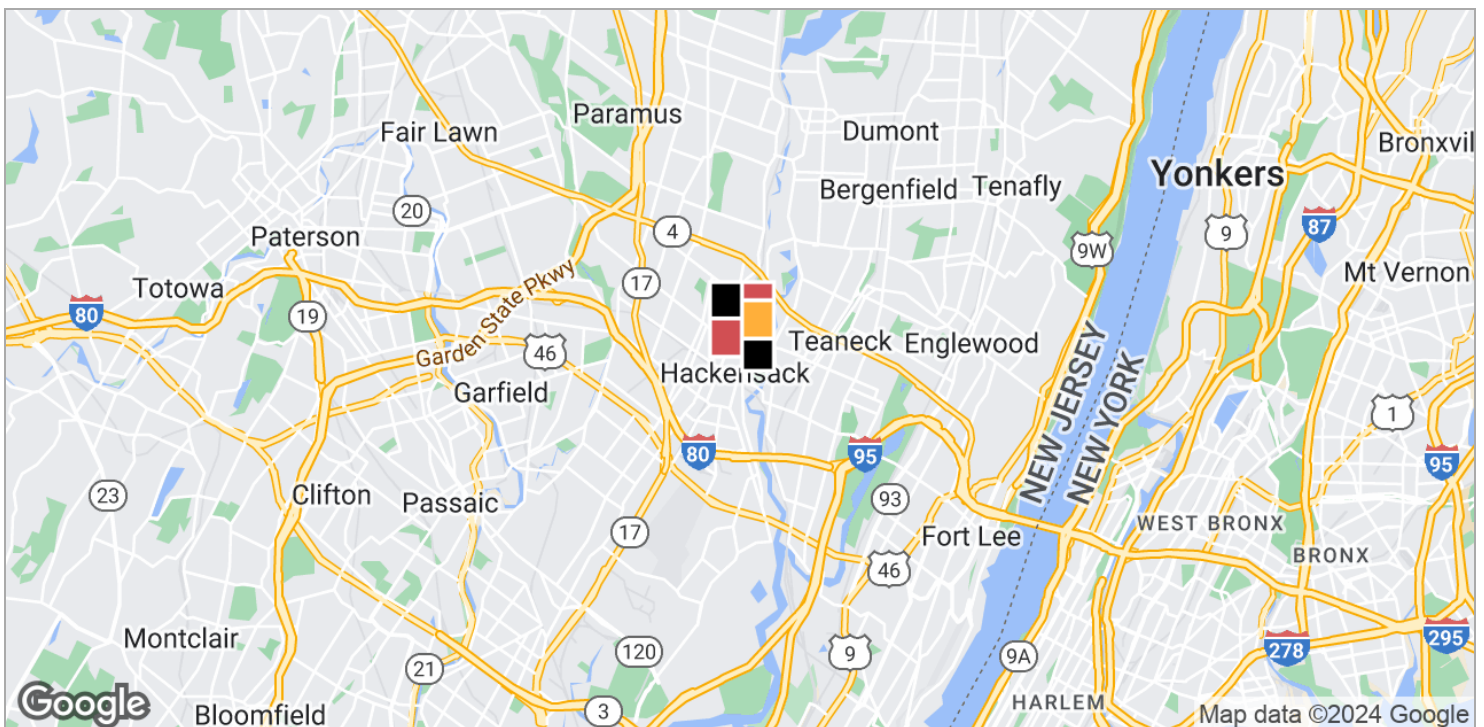 Paramus
Dumont
Fair Lawn
Bronxvil
Yonkers
Bergenfield
Tenafly
20
4
9
87
Paterson
9W
Mt Vernon
17
Totowa
80
19
Garden State Pkwy
46
Teaneck
Englewood
Hackensack
NEW JERSEY
NEW YORK
Garfield
1
80
95
95
23
Clifton
Passaic
93
WEST BRONX
17
Fort Lee
BRONX
46
Montclair
120
9
9A
278
295
21
HARLEM
Google
Bloomfield
3
Map data ©2024 Google